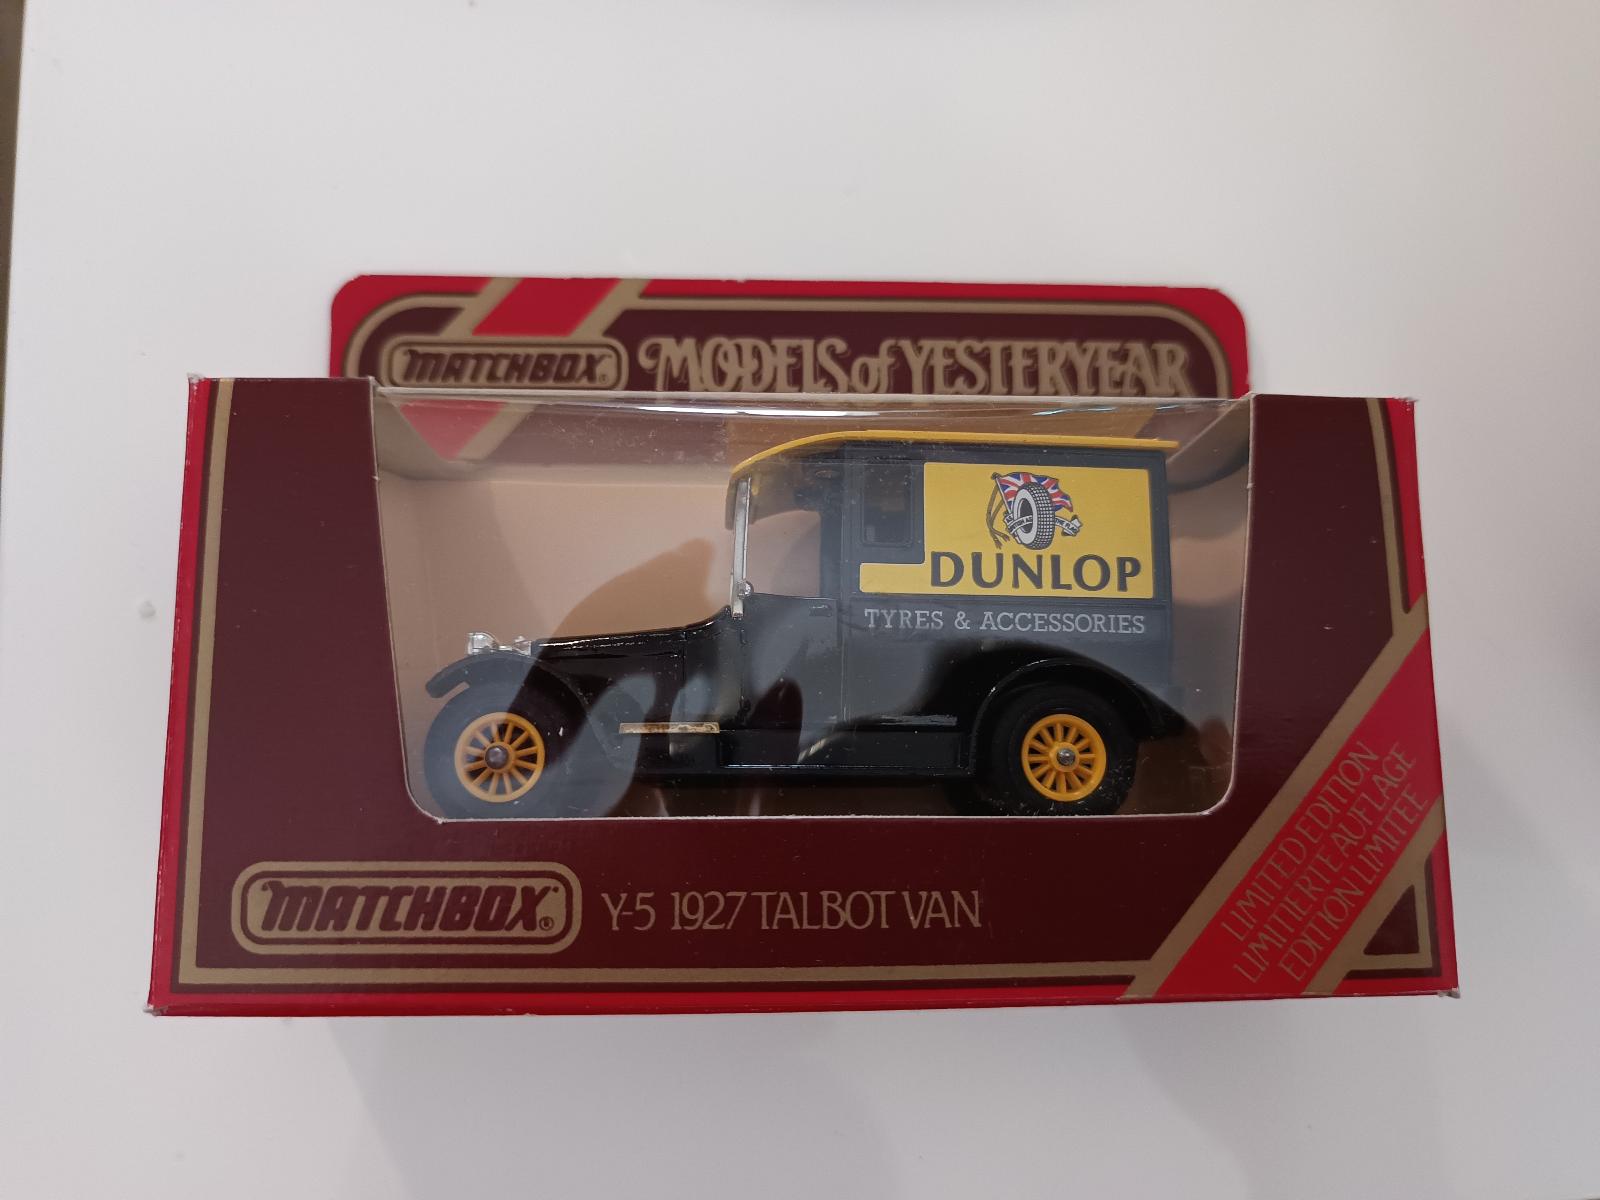 MATCHBOX® MODELS of YESTERYEAR
DUNLOP
TYRES & ACCESSORIES
MATCHBOX® Y-5 1927 TALBOT VAN
LIMITED EDITION
LIMITIERTE AUFLAGE
EDITION LIMITEE